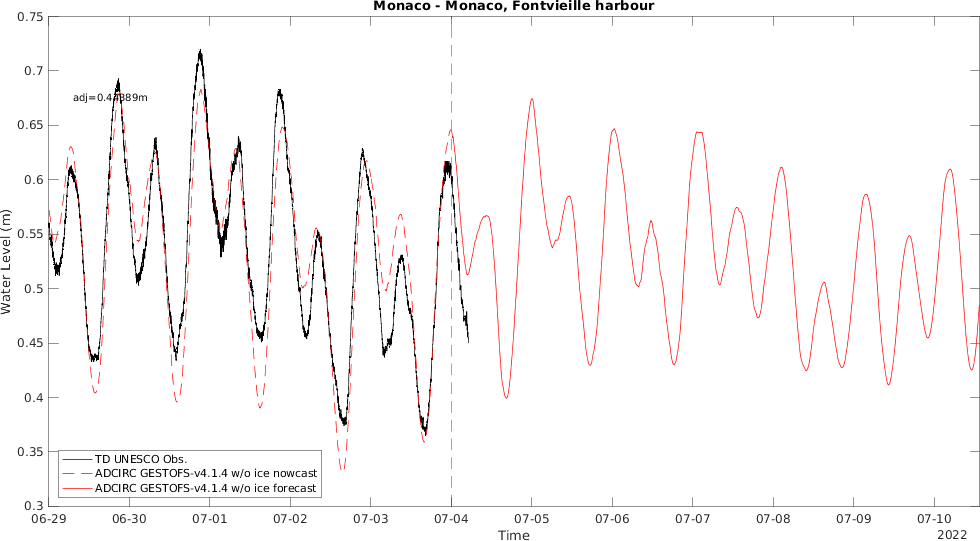 Monaco - Monaco, Fontvieille harbour
0.75
0.7
0.65
0.6
0.55
0.5
0.45
0.4
0.35
0.3
Water Level (m)
TD UNESCO Obs.
ADCIRC GESTOFS-v4.1.4 w/o ice nowcast
ADCIRC GESTOFS-v4.1.4 w/o ice forecast
06-29 06-30 07-01 07-02 07-03 07-04 07-05 07-06 07-07 07-08 07-09 07-10
Time
2022